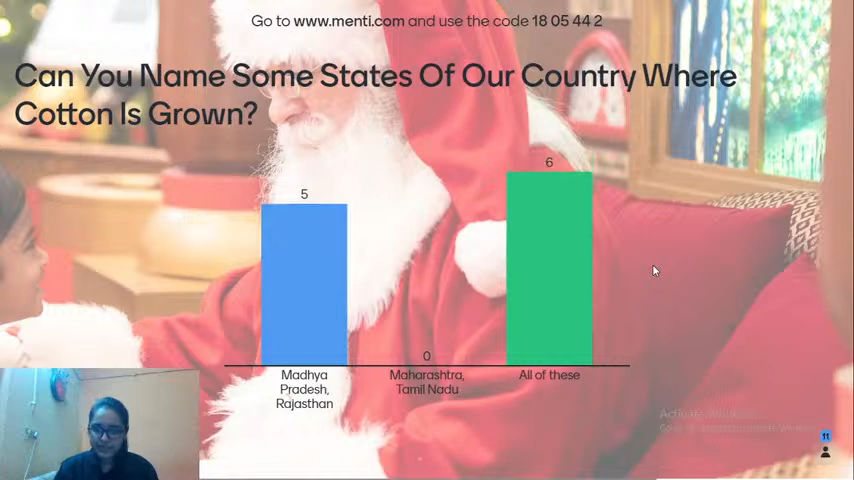 Go to www.menti.com and use the code 18 05 44 2
Can You Name Some States Of Our Country Where
Cotton Is Grown?
5
0
6
Madhya
Pradesh,
Rajasthan
Maharashtra,
Tamil Nadu
All of these
Activate Windows
11